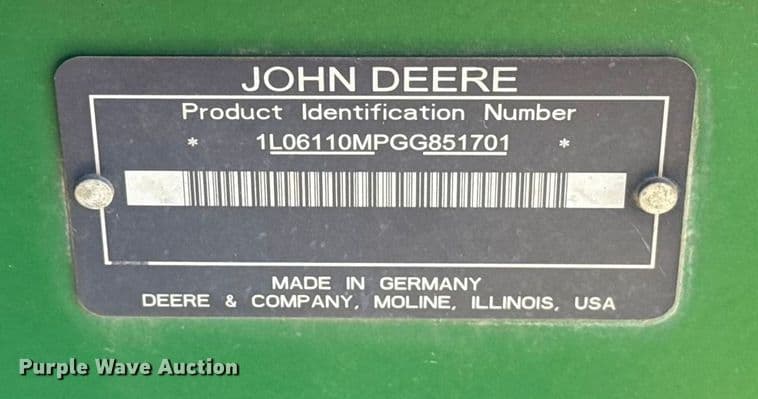 JOHN DEERE
Product Identification Number
* 1L06110MPGG851701 *
MADE IN GERMANY
DEERE & COMPANY, MOLINE, ILLINOIS, USA
Purple Wave Auction